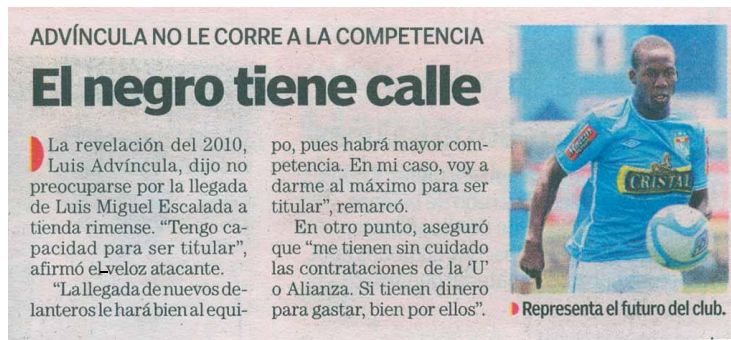 ADVÍNCULA NO LE CORRE A LA COMPETENCIA
El negro tiene calle
La revelación del 2010,
Luis Advíncula, dijo no
preocuparse por la llegada
de Luis Miguel Escalada a
tienda rimense. “Tengo ca-
pacidad para ser titular”,
afirmó el veloz atacante.
“La llegada de nuevos de-
lanteros le hará bien al equi-
po, pues habrá mayor com-
petencia. En mi caso, voy a
darme al máximo para ser
titular”, remarcó.
En otro punto, aseguró
que “me tienen sin cuidado
las contrataciones de la ‘U’
o Alianza. Si tienen dinero
para gastar, bien por ellos”.
CRISTAL
Representa el futuro del club.